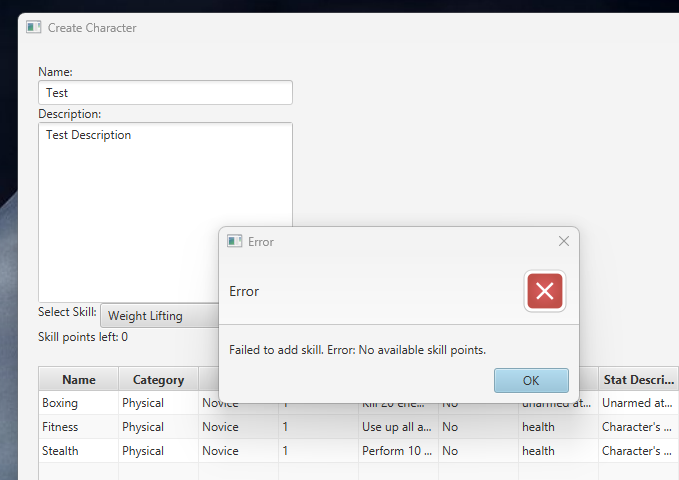 Create Character
Name:
Test
Description:
Test Description
Error
Error
Select Skill: Weight Lifting
Failed to add skill. Error: No available skill points.
Skill points left: 0
OK
Name Category Stat Descri...
Boxing Physical Novice 1 Kill 20 ene... No unarmed at... Unarmed at...
Fitness Physical Novice 1 Use up all a... No health Character's ...
Stealth Physical Novice 1 Perform 10 ... No health Character's ...